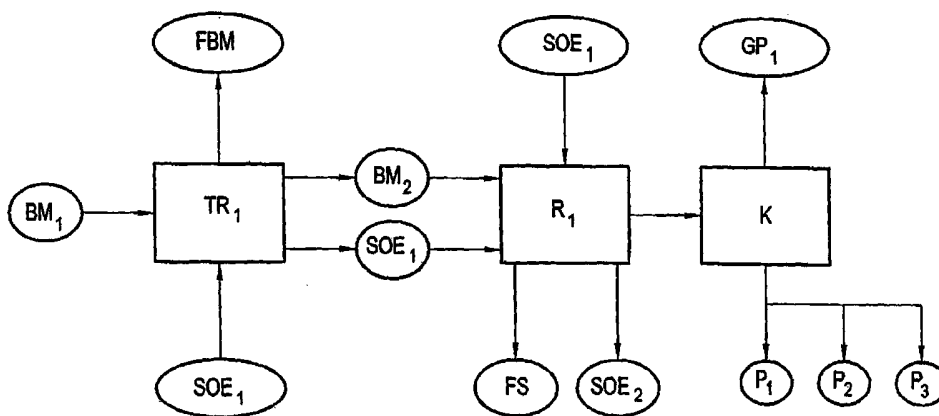 FBM
SOE₁
GP₁
BM₁
TR₁
BM₂
SOE₁
R₁
K
SOE₁
FS
SOE₂
P₁
P₂
P₃